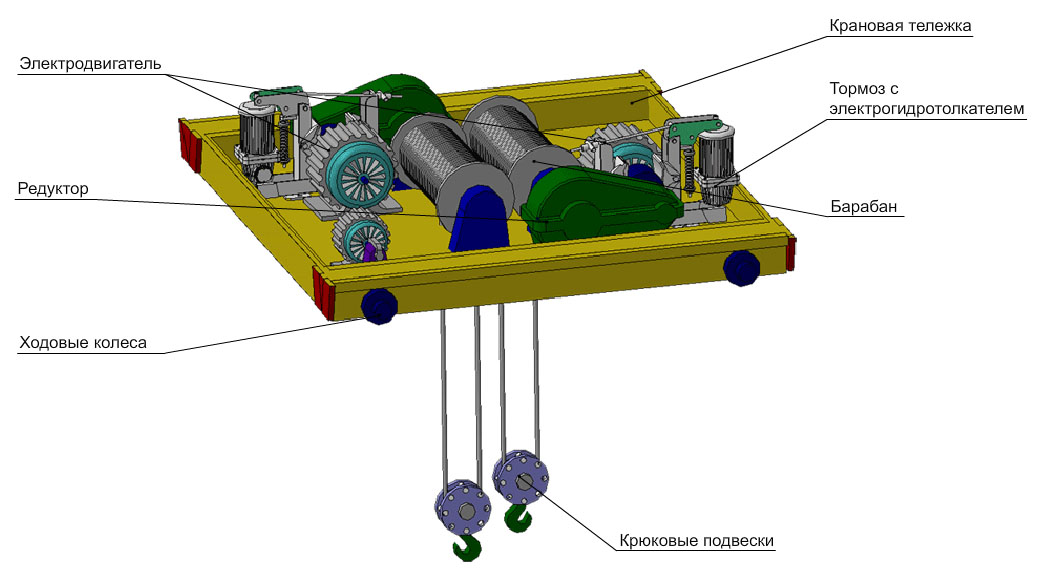 Крановая тележка
Электродвигатель
Тормоз с
электрогидротолкателем
Редуктор
Барабан
Ходовые колеса
Крюковые подвески